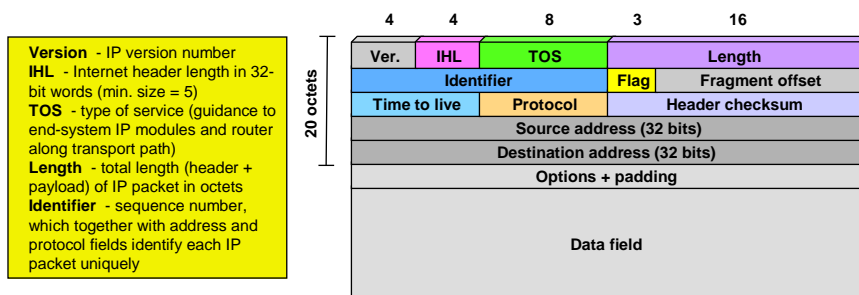 Version - IP version number
IHL - Internet header length in 32-
bit words (min. size = 5)
TOS - type of service (guidance to
end-system IP modules and router
along transport path)
Length - total length (header +
payload) of IP packet in octets
Identifier - sequence number,
which together with address and
protocol fields identify each IP
packet uniquely
4 4 8 3 16
20 octets
Ver. IHL TOS Length
Identifier Flag Fragment offset
Time to live Protocol Header checksum
Source address (32 bits)
Destination address (32 bits)
Options + padding
Data field